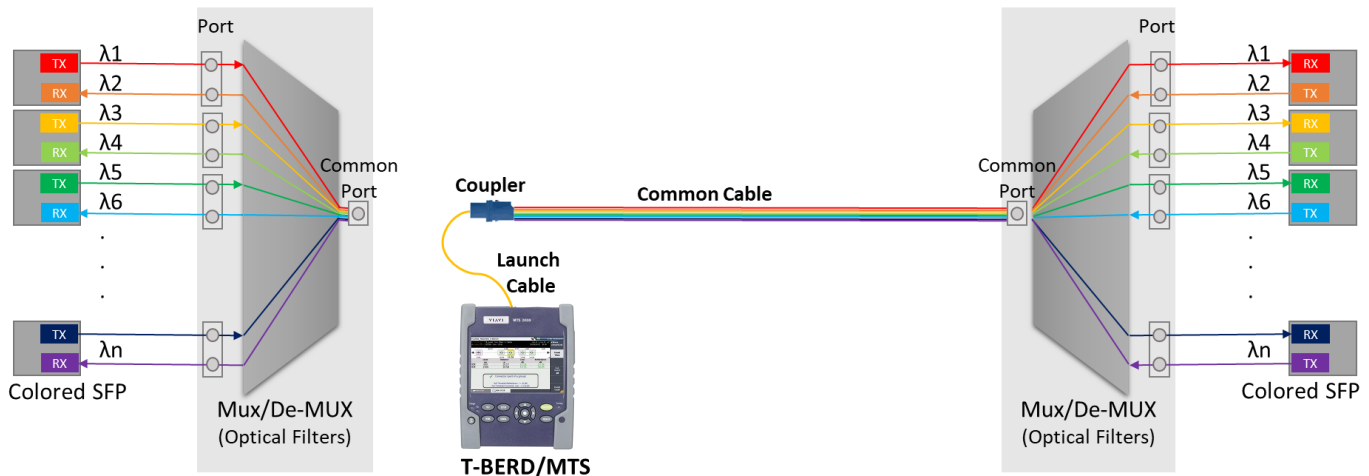 Port
TX
λ1
RX
λ2
TX
λ3
RX
λ4
TX
λ5
RX
λ6
.
.
.
.
TX
RX
λn
Colored SFP
Mux/De-MUX
(Optical Filters)
Common
Port
Coupler
Common Cable
Launch
Cable
VIAVI
T-BERD/MTS
Common
Port
Port
λ1
RX
λ2
TX
λ3
RX
λ4
TX
λ5
RX
λ6
TX
.
.
.
.
RX
λn
TX
Colored SFP
Mux/De-MUX
(Optical Filters)